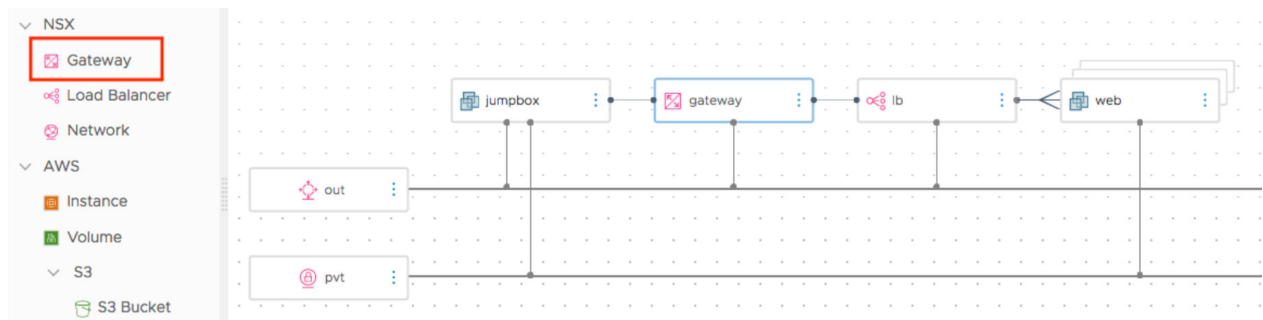 NSX
Gateway
Load Balancer
Network
AWS
Instance
Volume
S3
S3 Bucket
jumpbox
gateway
lb
web
out
pvt